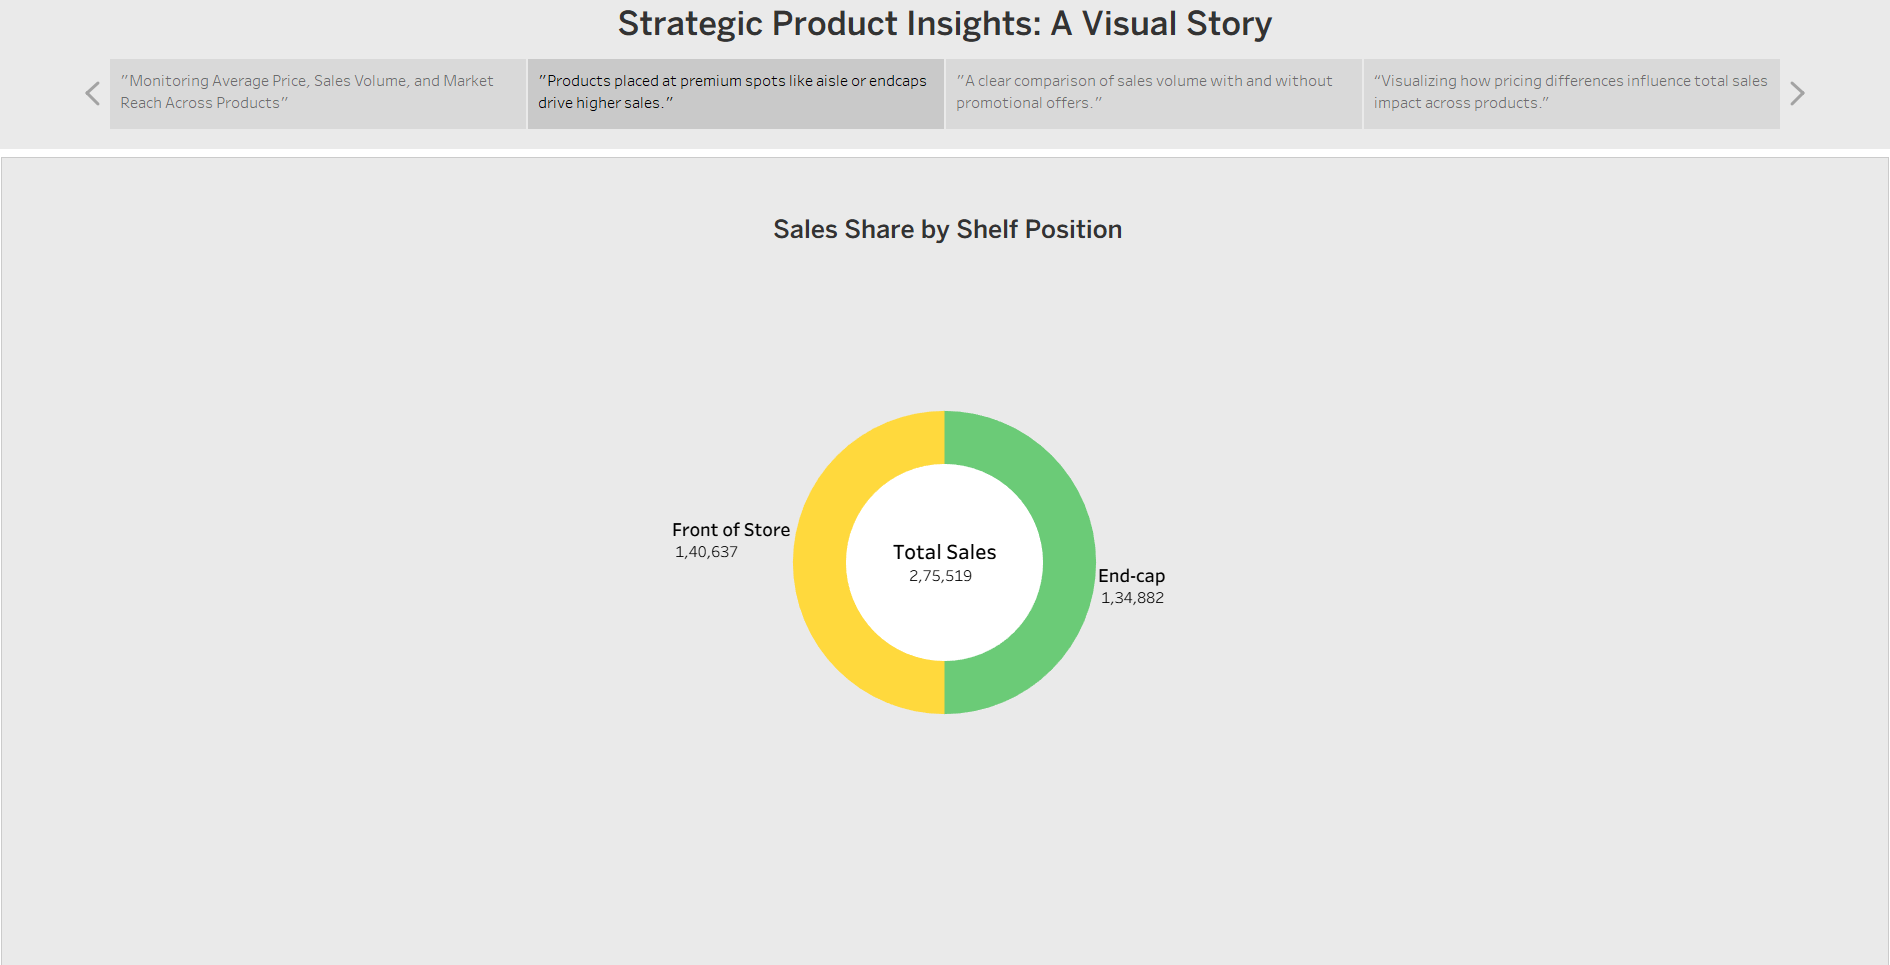 Strategic Product Insights: A Visual Story
"Monitoring Average Price, Sales Volume, and Market
Reach Across Products"
"Products placed at premium spots like aisle or endcaps
drive higher sales."
"A clear comparison of sales volume with and without
promotional offers."
"Visualizing how pricing differences influence total sales
impact across products."
Sales Share by Shelf Position
Front of Store
1,40,637
Total Sales
2,75,519
End-cap
1,34,882